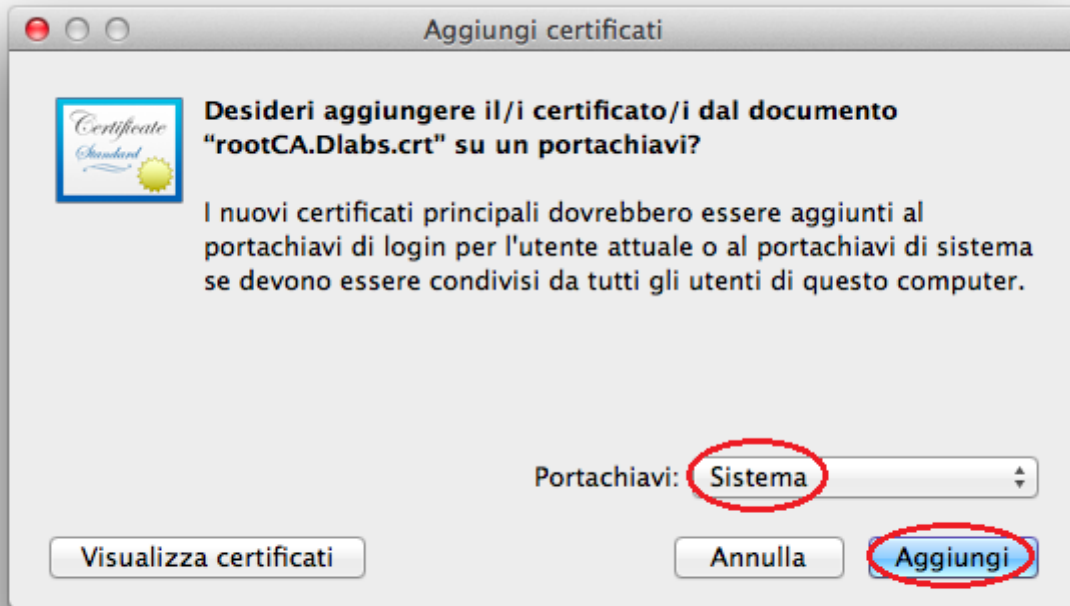 Aggiungi certificati
Certificate
Standard
Desideri aggiungere il/i certificato/i dal documento
“rootCA.Dlabs.crt” su un portachiavi?
I nuovi certificati principali dovrebbero essere aggiunti al
portachiavi di login per l'utente attuale o al portachiavi di sistema
se devono essere condivisi da tutti gli utenti di questo computer.
Portachiavi: Sistema
Visualizza certificati Annulla Aggiungi